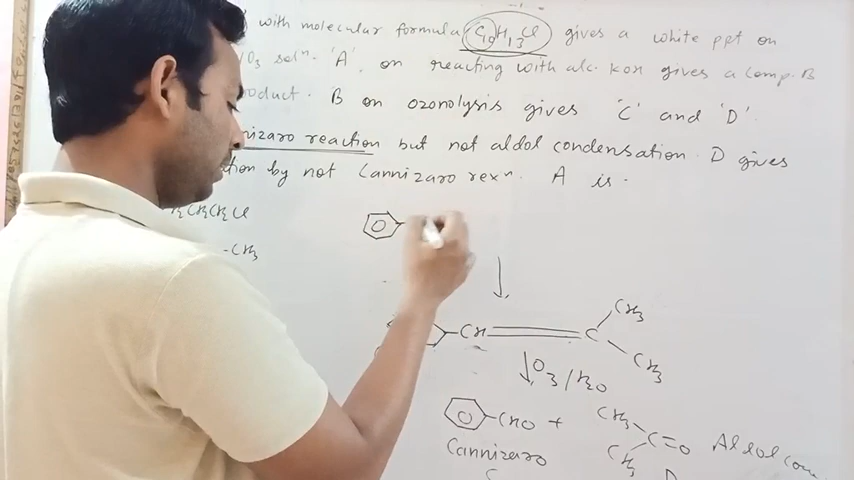 with molecular formula C10H13Cl gives a white ppt on
O3 solⁿ. 'A', on reacting with alc. KOH gives a comp. B
oduct. B on ozonolysis gives 'C' and 'D'.
nizaro reaction but not aldol condensation. D gives
tion by not Cannizaro rexⁿ. A is.
CH2CH2Cl
-CH3
CH3
-CH
C
CH3
O3/H2O
-CHO +
CH3
C=O
CH3
Aldol con
Cannizaro
C
D